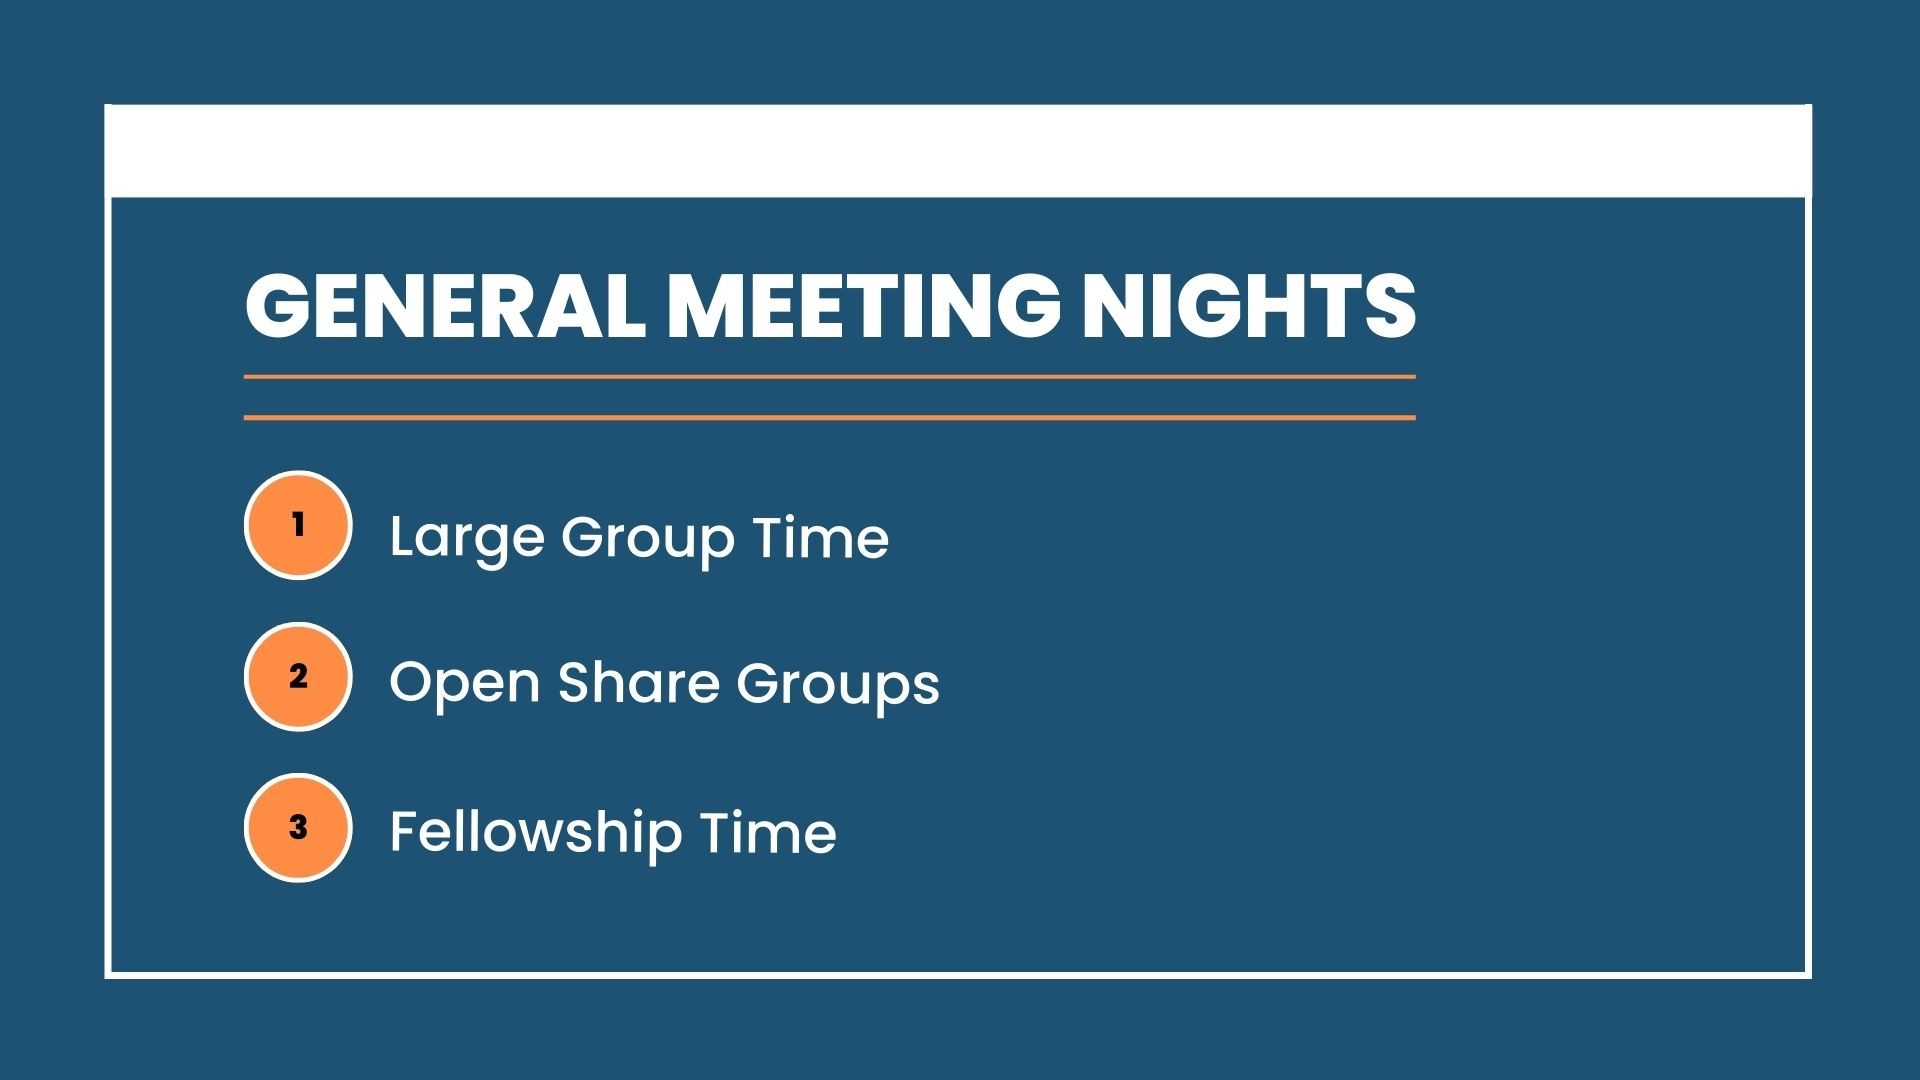 GENERAL MEETING NIGHTS
1 Large Group Time
2 Open Share Groups
3 Fellowship Time